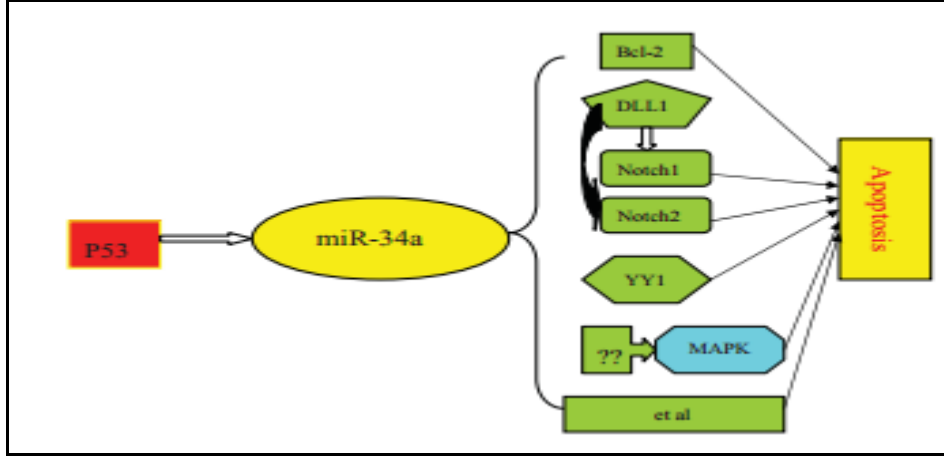 P53
miR-34a
Bcl-2
DLL1
Notch1
Notch2
YY1
??
MAPK
et al
Apoptosis